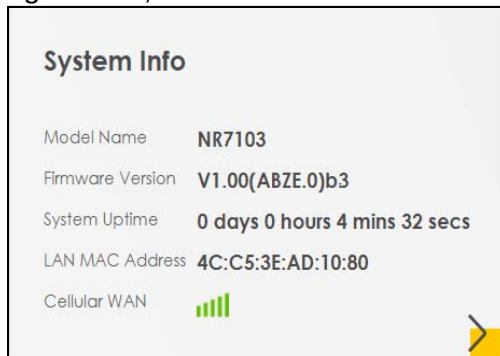 System Info
Model Name NR7103
Firmware Version V1.00(ABZE.0)b3
System Uptime 0 days 0 hours 4 mins 32 secs
LAN MAC Address 4C:C5:3E:AD:10:80
Cellular WAN